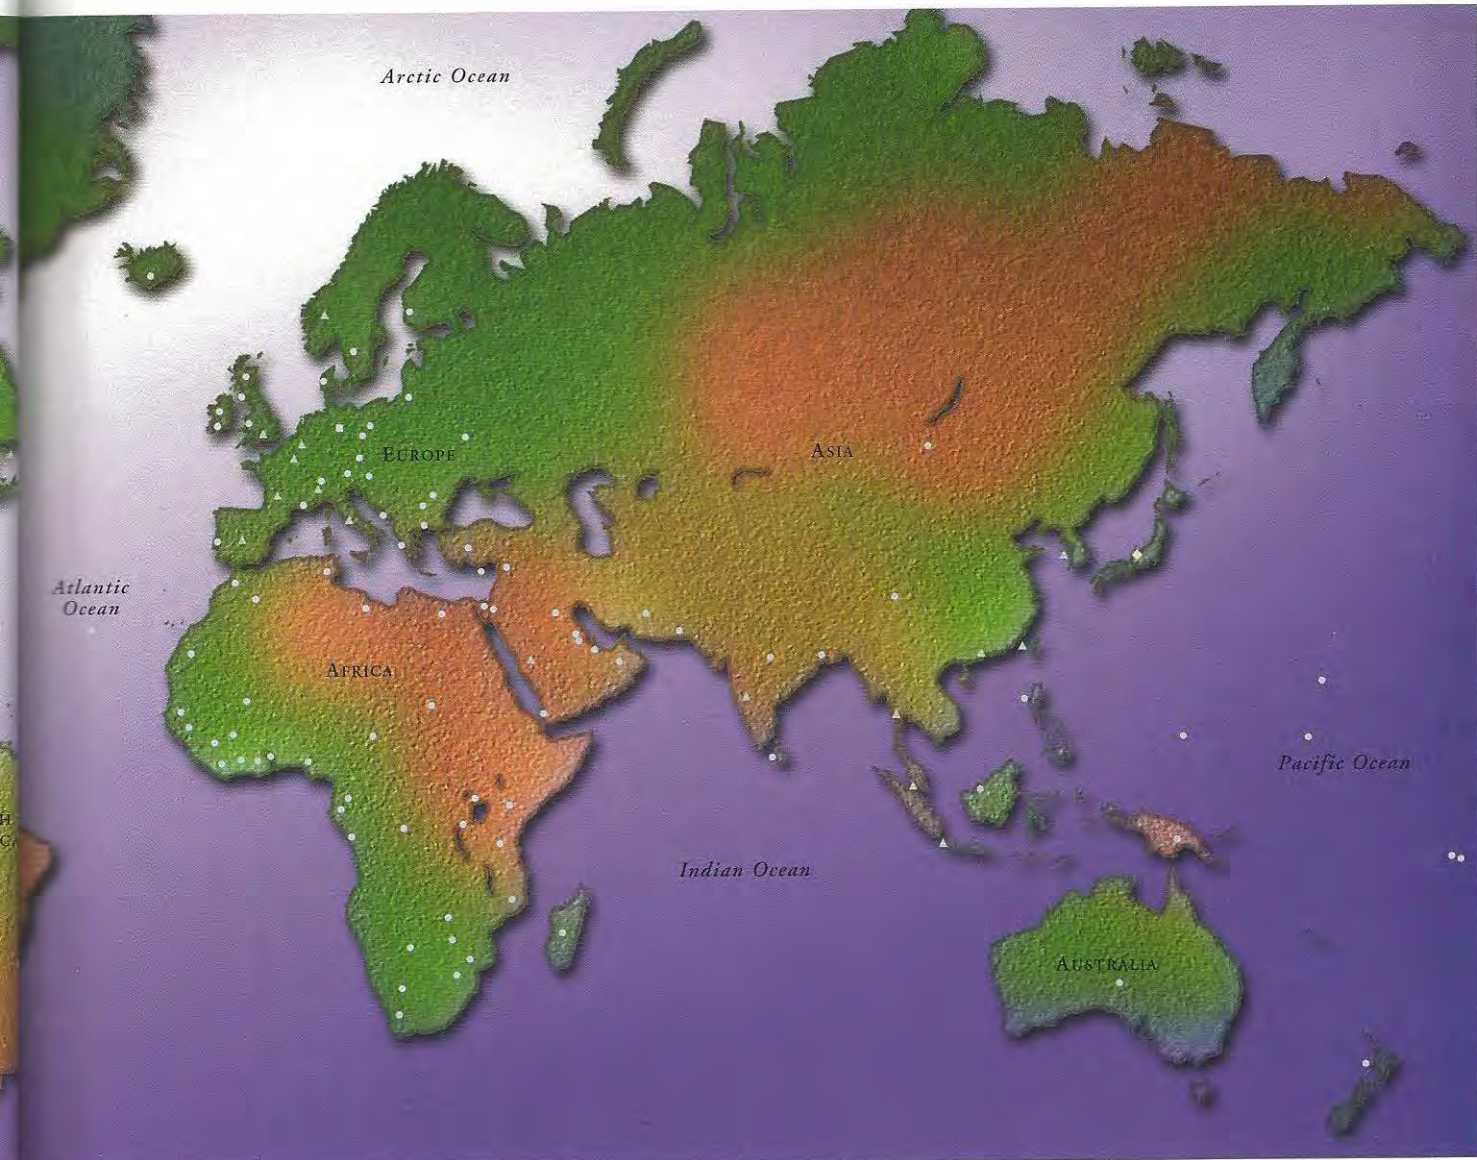 Arctic Ocean
EUROPE
ASIA
Atlantic
Ocean
AFRICA
Pacific Ocean
H
C
Indian Ocean
AUSTRALIA